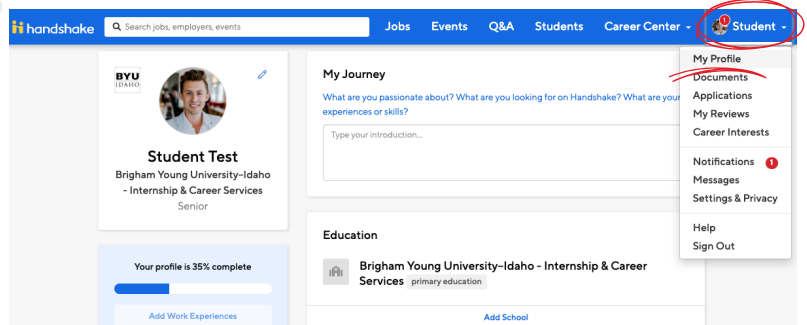 handshake
Search jobs, employers, events
Jobs
Events
Q&A
Students
Career Center
1
Student
BYU
IDAHO
Student Test
Brigham Young University–Idaho
- Internship & Career Services
Senior
Your profile is 35% complete
Add Work Experiences
My Journey
What are you passionate about? What are you looking for on Handshake? What are your
experiences or skills?
Type your introduction...
Education
Brigham Young University–Idaho - Internship & Career
Services primary education
Add School
My Profile
Documents
Applications
My Reviews
Career Interests
Notifications 1
Messages
Settings & Privacy
Help
Sign Out